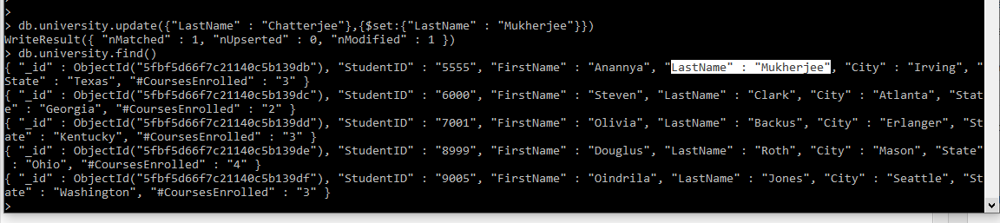 >
> db.university.update({"LastName" : "Chatterjee"},{$set:{"LastName" : "Mukherjee"}})
WriteResult({ "nMatched" : 1, "nUpserted" : 0, "nModified" : 1 })
> db.university.find()
{ "_id" : ObjectId("5fbf5d66f7c21140c5b139db"), "StudentID" : "5555", "FirstName" : "Anannya", "LastName" : "Mukherjee", "City" : "Irving", "
State" : "Texas", "#CoursesEnrolled" : "3" }
{ "_id" : ObjectId("5fbf5d66f7c21140c5b139dc"), "StudentID" : "6000", "FirstName" : "Steven", "LastName" : "Clark", "City" : "Atlanta", "Stat
e" : "Georgia", "#CoursesEnrolled" : "2" }
{ "_id" : ObjectId("5fbf5d66f7c21140c5b139dd"), "StudentID" : "7001", "FirstName" : "Olivia", "LastName" : "Backus", "City" : "Erlanger", "St
ate" : "Kentucky", "#CoursesEnrolled" : "3" }
{ "_id" : ObjectId("5fbf5d66f7c21140c5b139de"), "StudentID" : "8999", "FirstName" : "Douglus", "LastName" : "Roth", "City" : "Mason", "State"
 : "Ohio", "#CoursesEnrolled" : "4" }
{ "_id" : ObjectId("5fbf5d66f7c21140c5b139df"), "StudentID" : "9005", "FirstName" : "Oindrila", "LastName" : "Jones", "City" : "Seattle", "St
ate" : "Washington", "#CoursesEnrolled" : "3" }
>